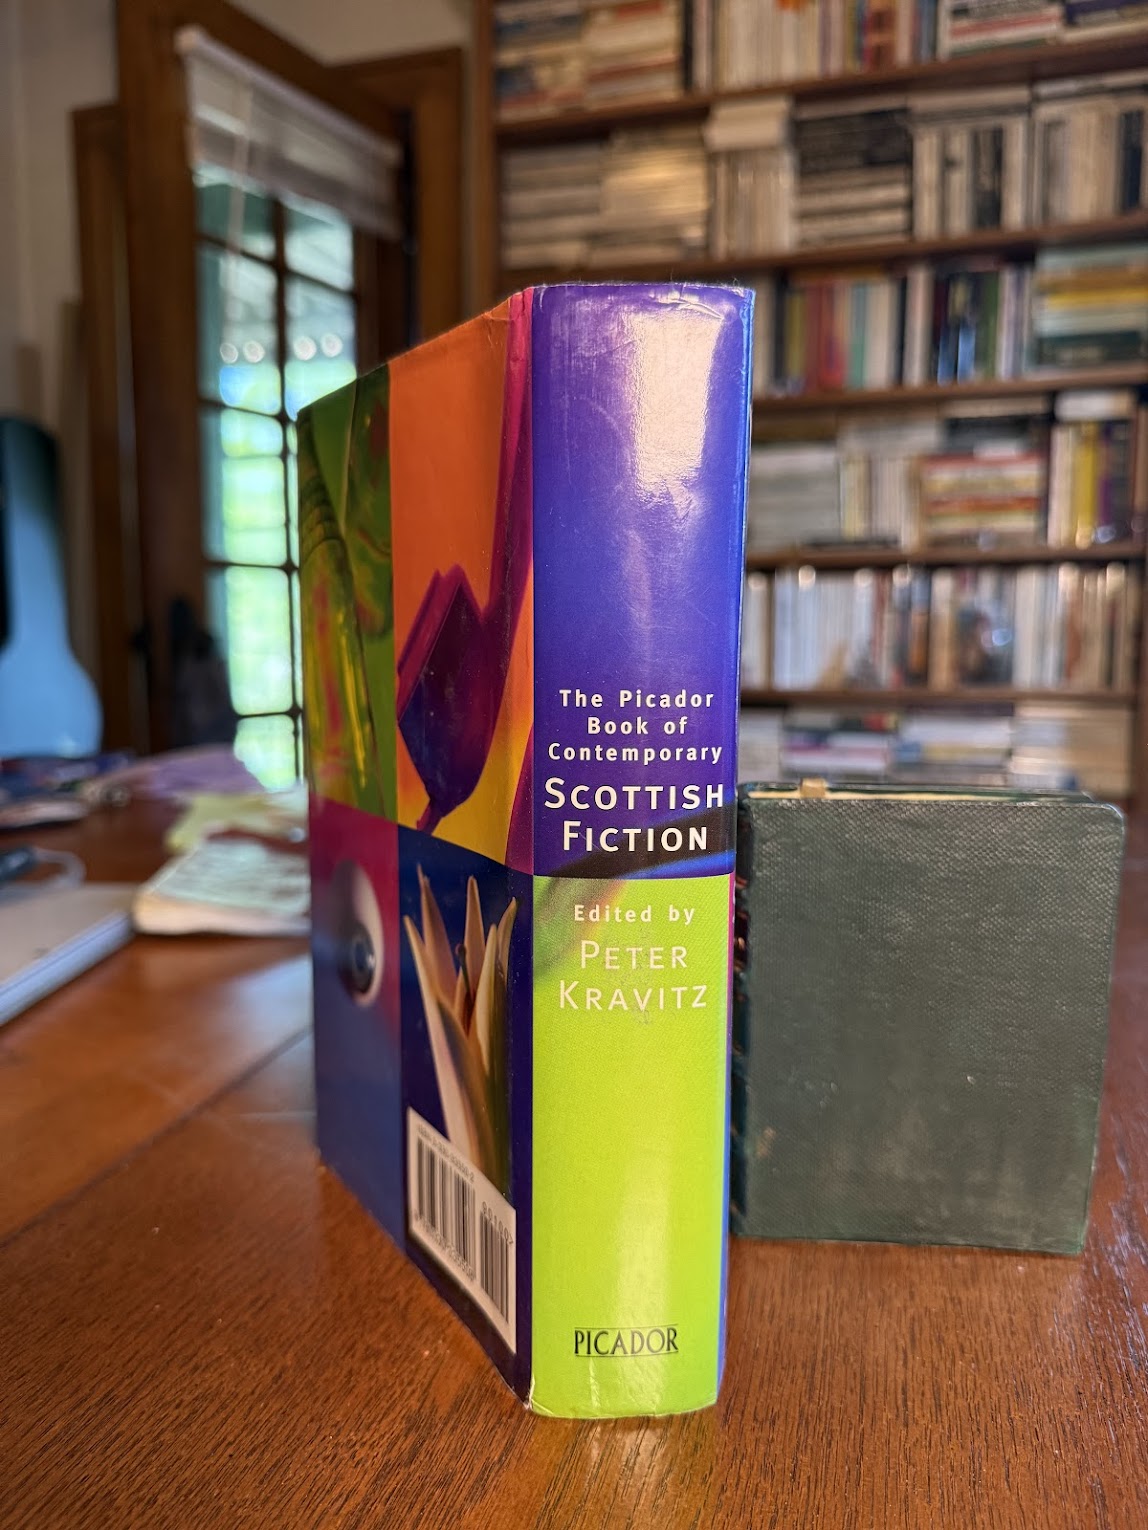 The Picador
Book of
Contemporary
SCOTTISH
FICTION
Edited by
PETER
KRAVITZ
PICADOR